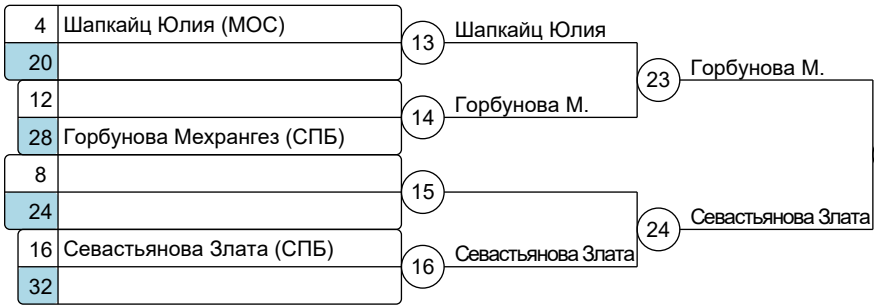 4 Шапкайц Юлия (МОС)
13 Шапкайц Юлия
20
23 Горбунова М.
12
14 Горбунова М.
28 Горбунова Мехрангез (СПБ)
8
15
24
24 Севастьянова Злата
16 Севастьянова Злата (СПБ)
16 Севастьянова Злата
32